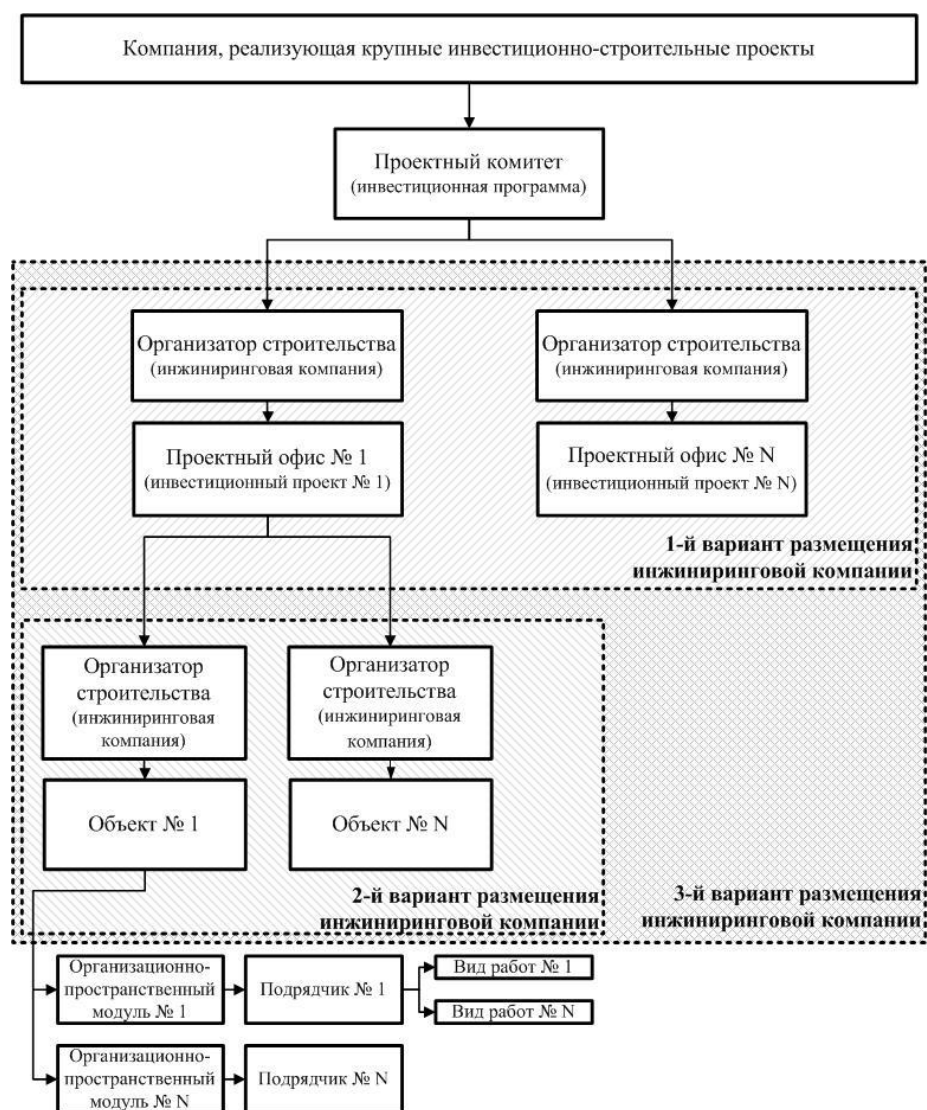 Компания, реализующая крупные инвестиционно-строительные проекты
Проектный комитет
(инвестиционная программа)
Организатор строительства
(инжиниринговая компания)
Организатор строительства
(инжиниринговая компания)
Проектный офис № 1
(инвестиционный проект № 1)
Проектный офис № N
(инвестиционный проект № N)
1-й вариант размещения
инжиниринговой компании
Организатор
строительства
(инжиниринговая
компания)
Организатор
строительства
(инжиниринговая
компания)
Объект № 1
Объект № N
2-й вариант размещения
инжиниринговой компании
3-й вариант размещения
инжиниринговой компании
Организационно-
пространственный
модуль № 1
Подрядчик № 1
Вид работ № 1
Вид работ № N
Организационно-
пространственный
модуль № N
Подрядчик № N